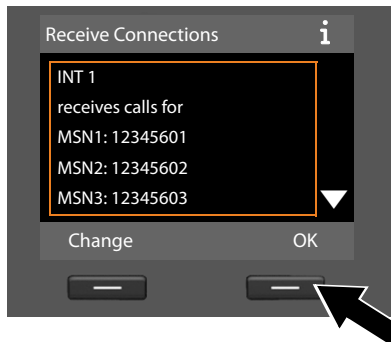 Receive Connections i
INT 1
receives calls for
MSN1: 12345601
MSN2: 12345602
MSN3: 12345603
Change OK